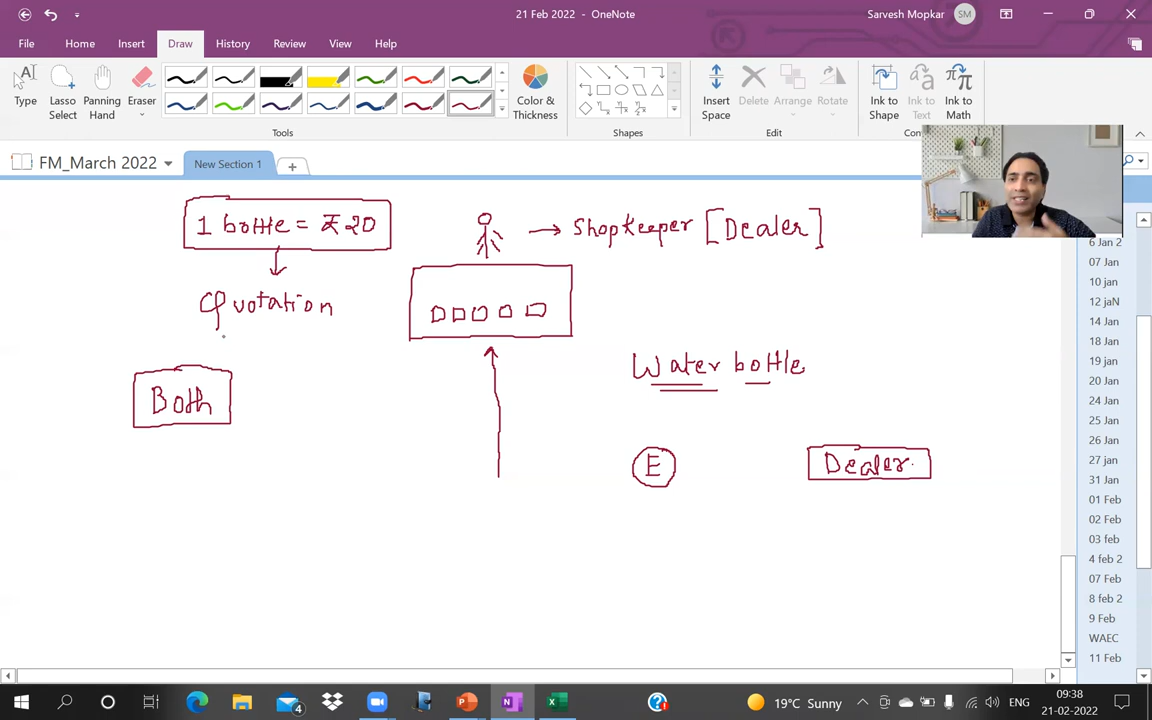 21 Feb 2022 - OneNote
Sarvesh Mopkar SM
File Home Insert Draw History Review View Help
Type Lasso Select Panning Hand Eraser
Color & Thickness
Insert Space Delete Arrange Rotate
Ink to Shape Ink to Text Ink to Math
Tools Shapes Edit
FM_March 2022 New Section 1
1 bottle = ₹20
Shopkeeper [Dealer]
Quotation
Water bottle
Both
E
Dealer
6 Jan 2
07 Jan
10 jan
12 jaN
14 Jan
18 Jan
19 jan
20 Jan
24 Jan
25 Jan
26 Jan
27 jan
31 Jan
01 Feb
02 Feb
03 feb
4 feb 2
07 Feb
8 feb 2
9 Feb
WAEC
11 Feb
4
19°C Sunny
ENG
09:38
21-02-2022